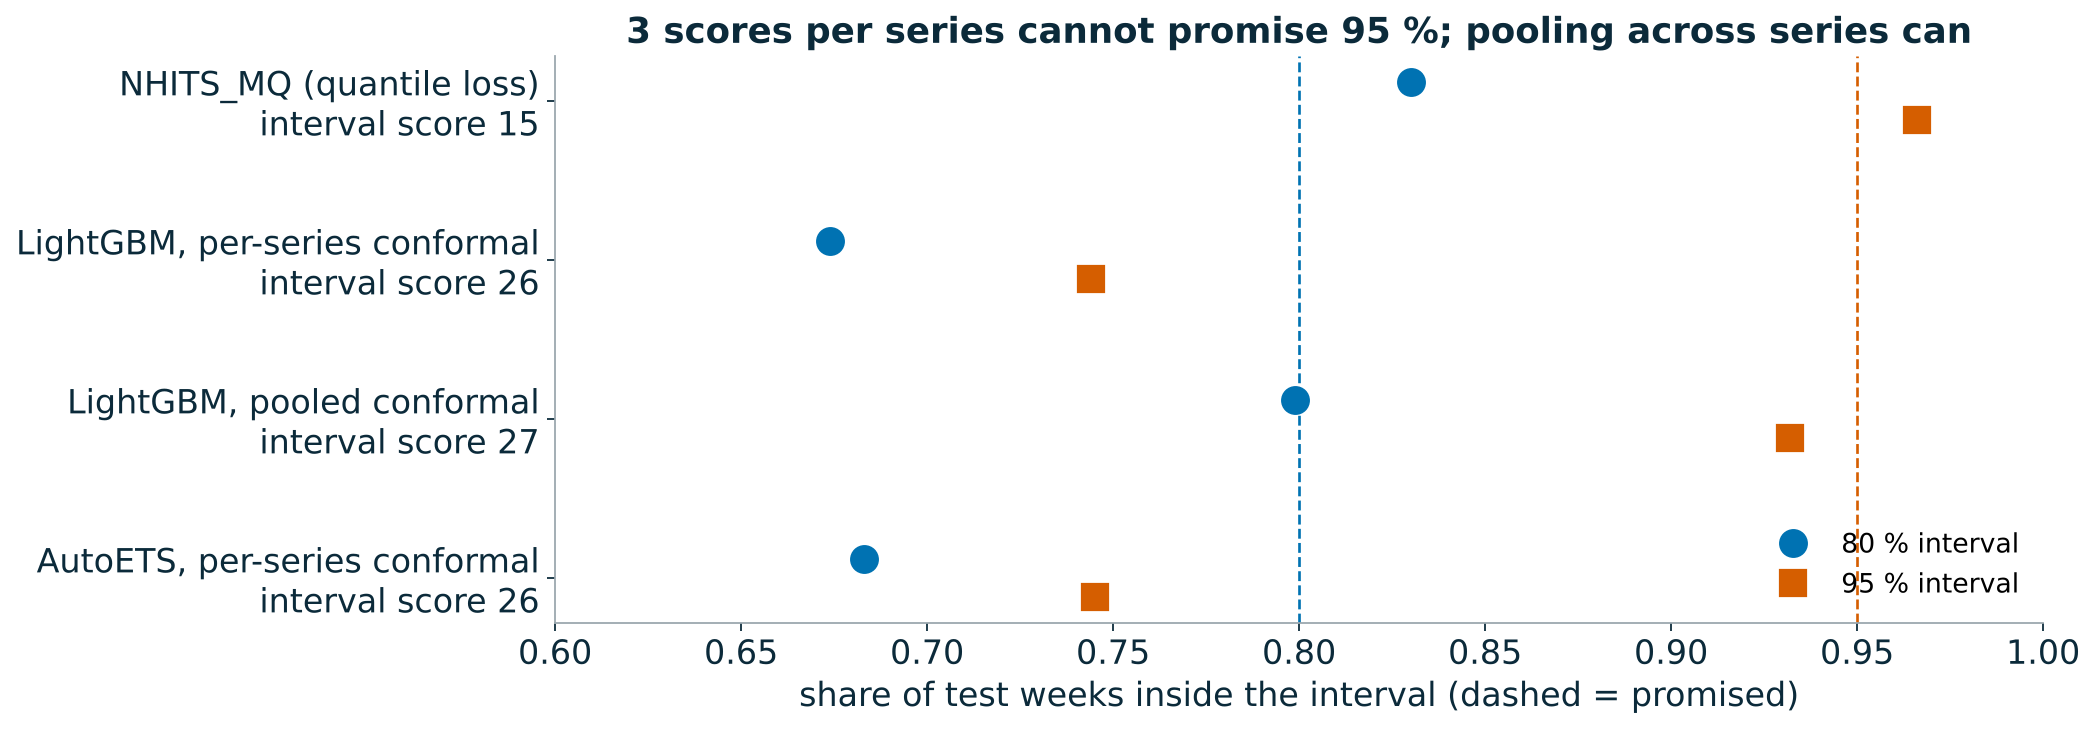 3 scores per series cannot promise 95 %; pooling across series can
NHITS_MQ (quantile loss)
interval score 15
LightGBM, per-series conformal
interval score 26
LightGBM, pooled conformal
interval score 27
AutoETS, per-series conformal
interval score 26
80 % interval
95 % interval
0.60 0.65 0.70 0.75 0.80 0.85 0.90 0.95 1.00
share of test weeks inside the interval (dashed = promised)